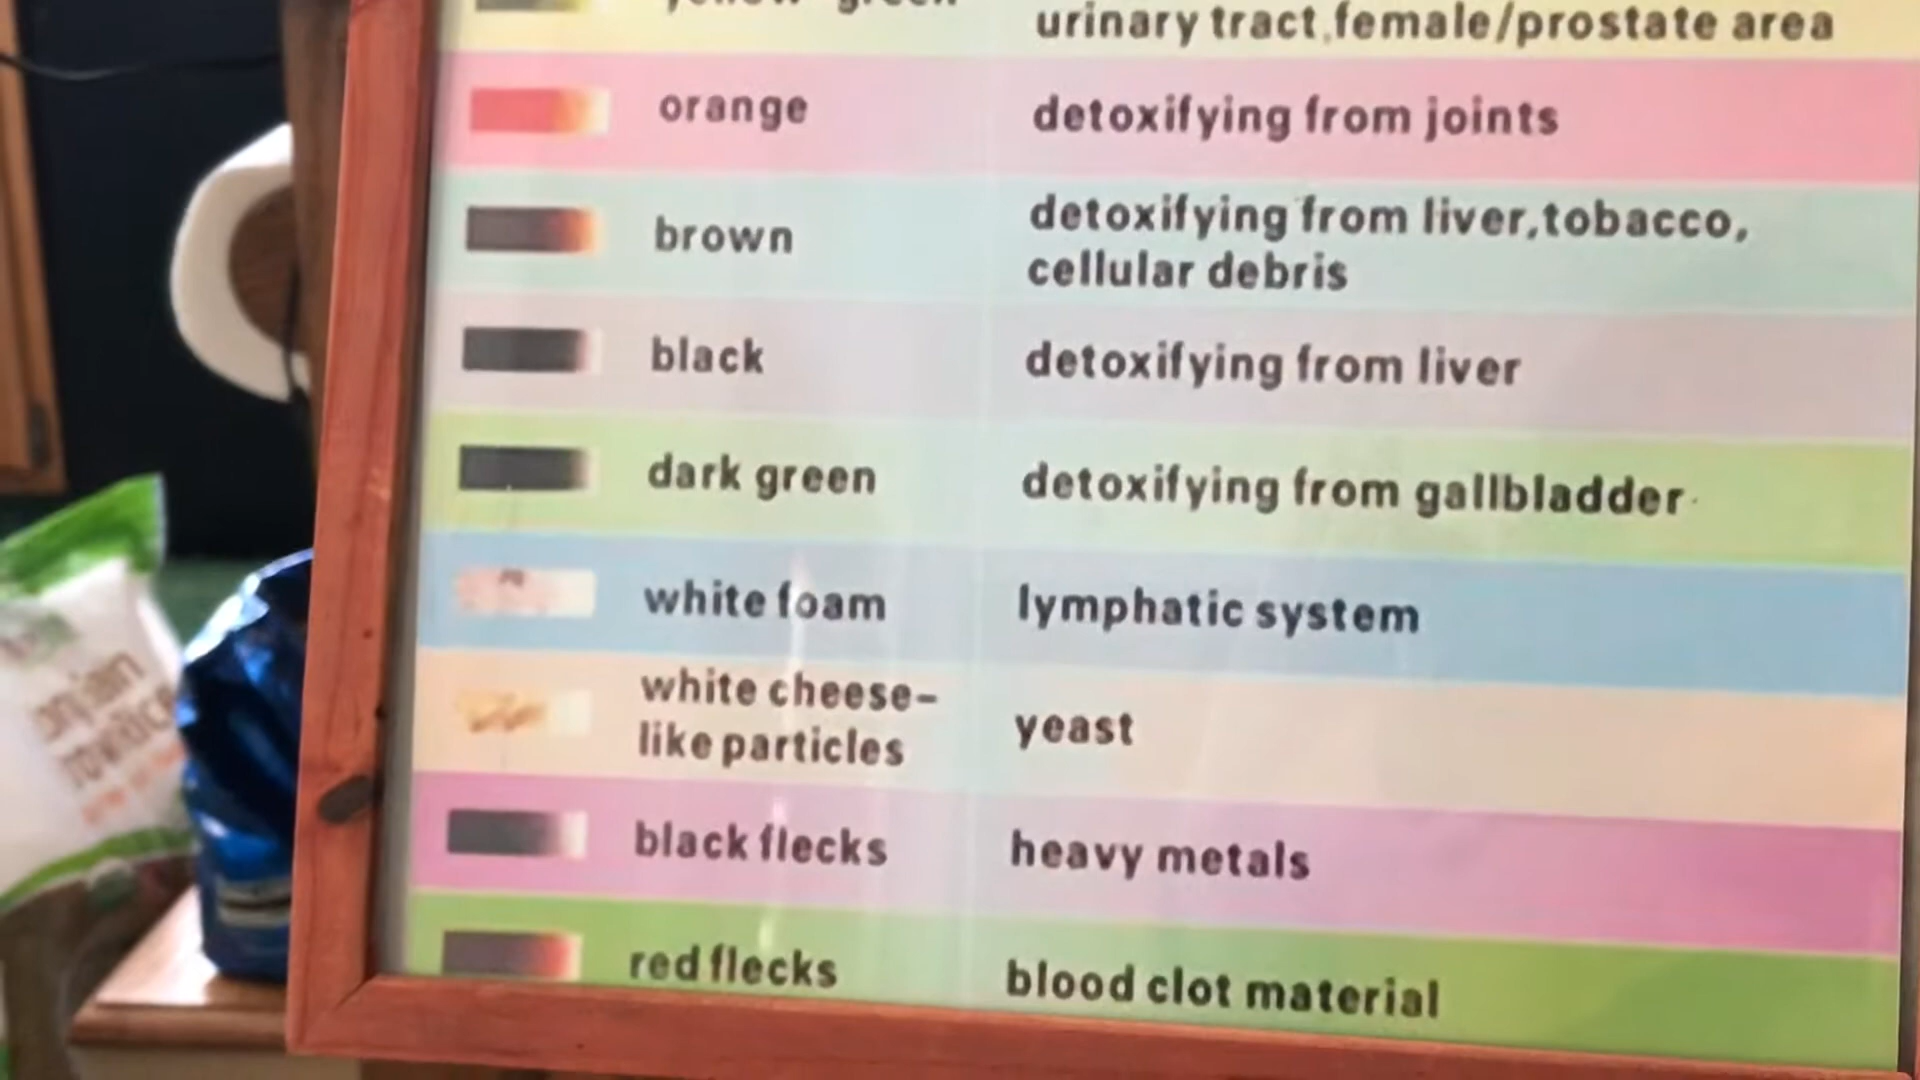 yellow-green
urinary tract,female/prostate area
orange
detoxifying from joints
brown
detoxifying from liver,tobacco,
cellular debris
black
detoxifying from liver
dark green
detoxifying from gallbladder
white foam
lymphatic system
white cheese-
like particles
yeast
black flecks
heavy metals
red flecks
blood clot material